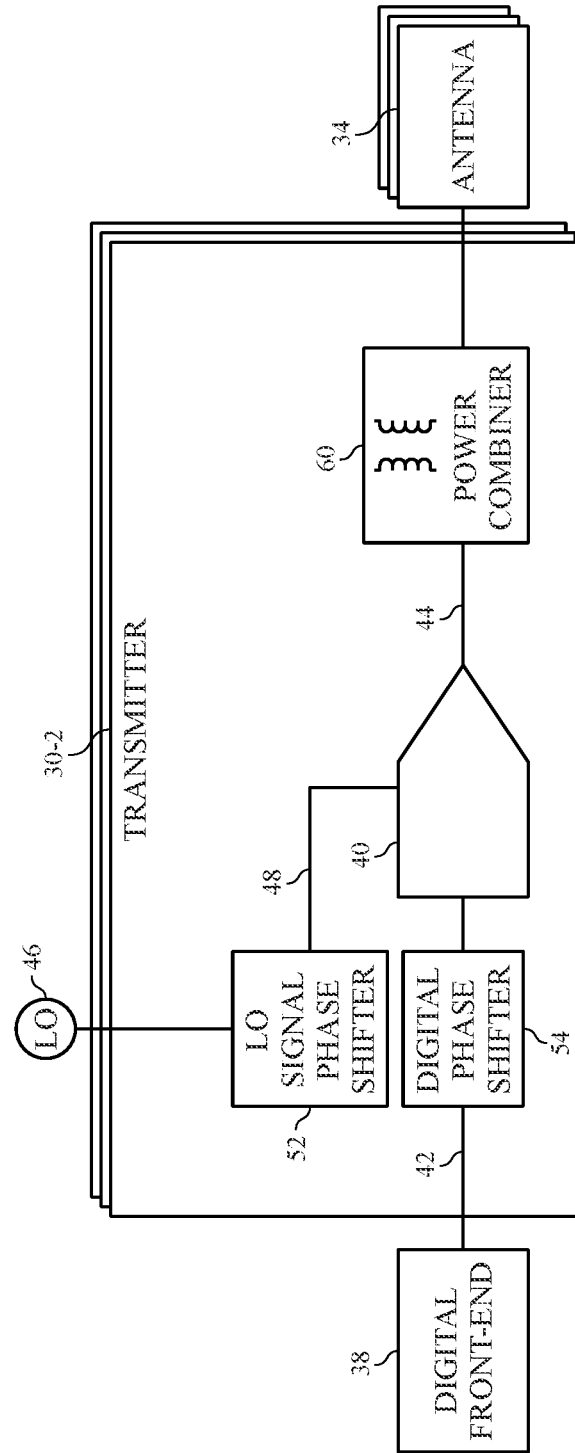 46
LO
30-2
TRANSMITTER
52
LO
SIGNAL
PHASE
SHIFTER
48
38
DIGITAL
FRONT-END
42
DIGITAL
PHASE
SHIFTER
54
40
44
60
POWER
COMBINER
34
ANTENNA